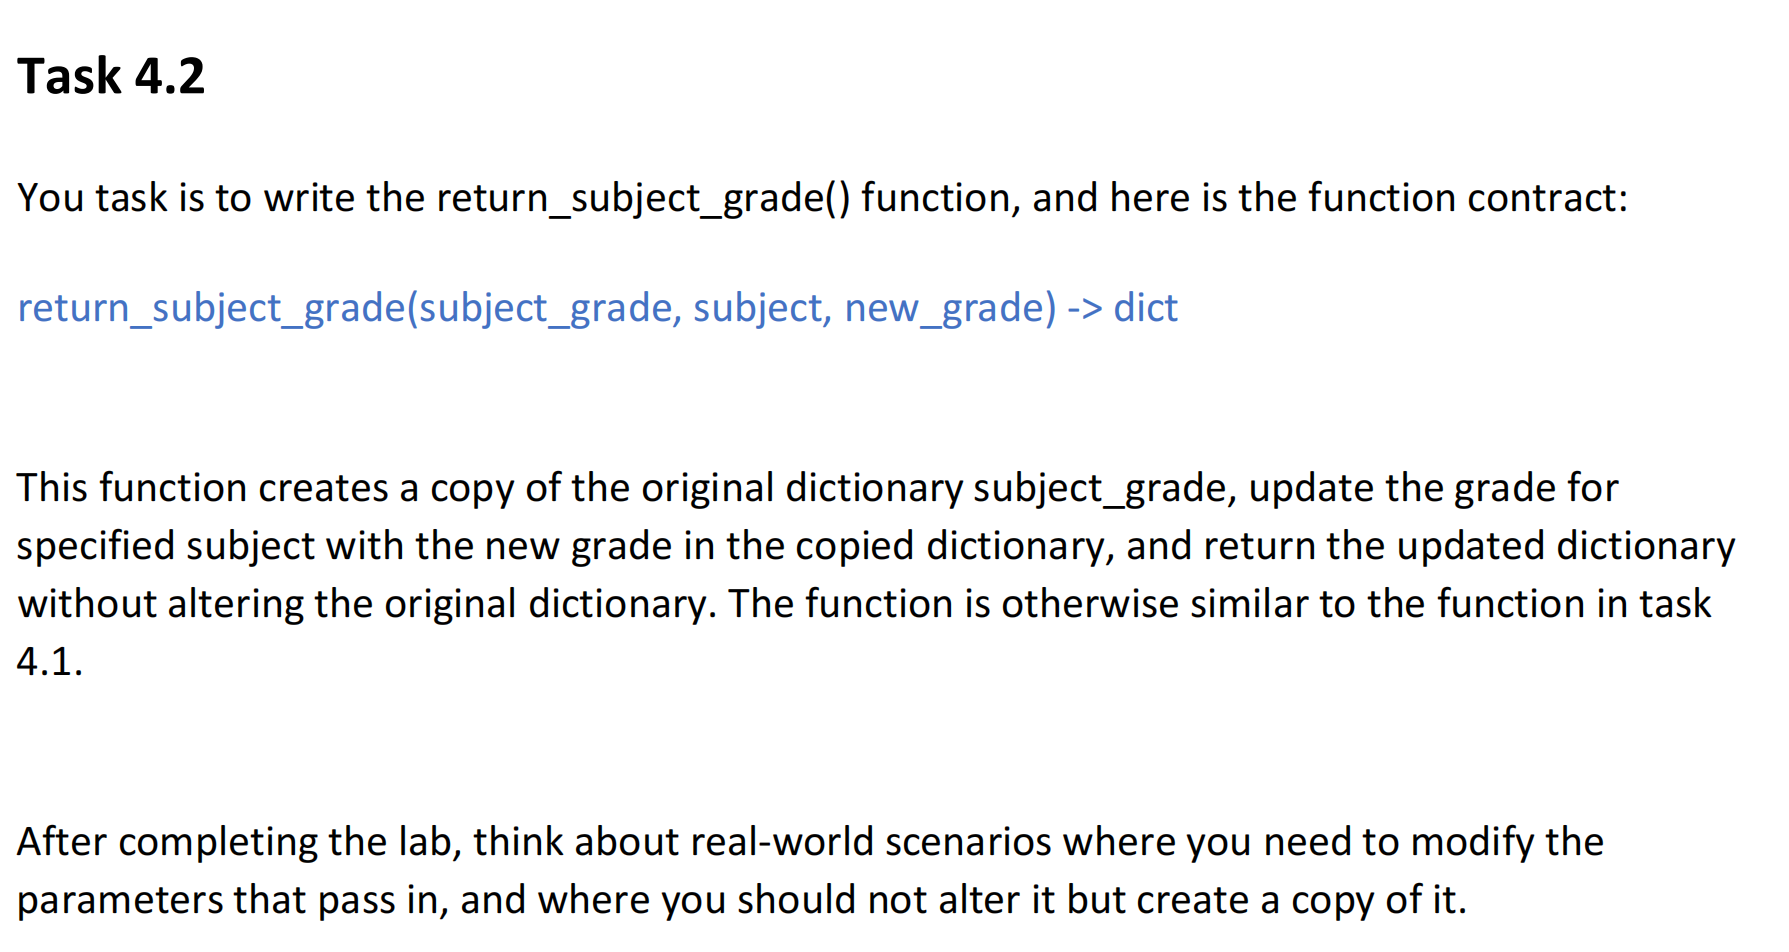 Task 4.2
You task is to write the return_subject_grade() function, and here is the function contract:
return_subject_grade(subject_grade, subject, new_grade) -> dict
This function creates a copy of the original dictionary subject_grade, update the grade for
specified subject with the new grade in the copied dictionary, and return the updated dictionary
without altering the original dictionary. The function is otherwise similar to the function in task
4.1.
After completing the lab, think about real-world scenarios where you need to modify the
parameters that pass in, and where you should not alter it but create a copy of it.